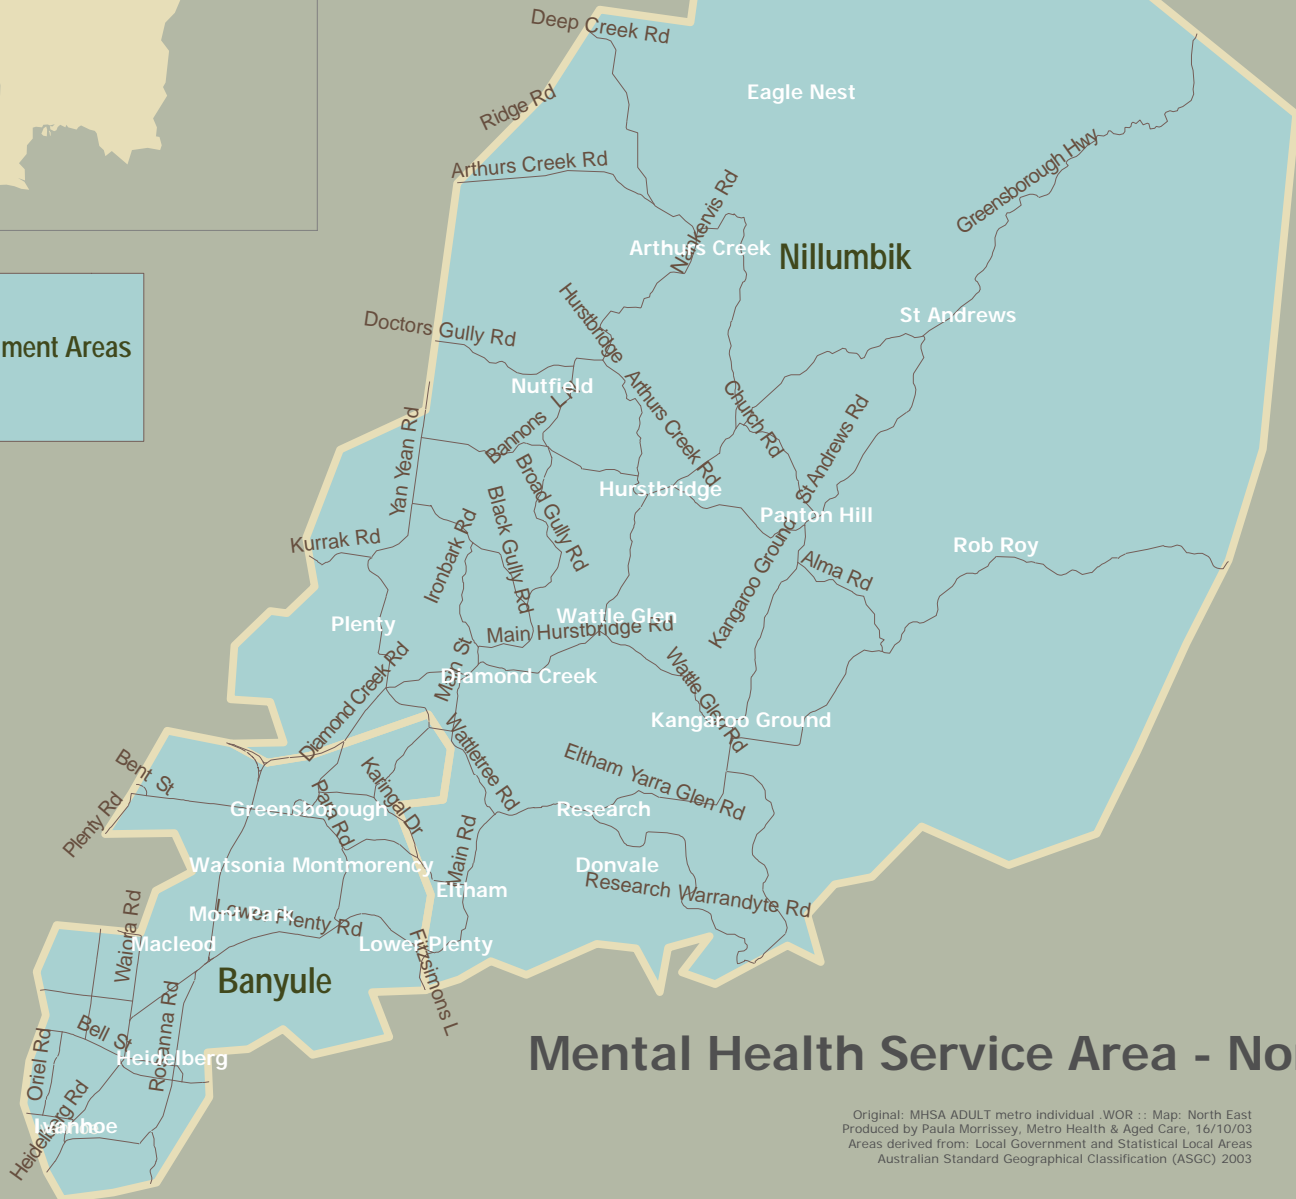 Deep Creek Rd
Eagle Nest
Ridge Rd
Greensborough Hwy
Arthurs Creek Rd
Naskervis Rd
Arthurs Creek
Nillumbik
St Andrews
Hurstbridge Arthurs Creek Rd
Doctors Gully Rd
ment Areas
Nutfield
Bannons
Church Rd
Yan Yean Rd
Broad Gully Rd
Black Gully Rd
Hurstbridge
Panton Hill
Kangaroo Ground St Andrews Rd
Kurrak Rd
Ironbark Rd
Rob Roy
Alma Rd
Wattle Glen
Plenty
Main Hurstbridge Rd
Main St
Diamond Creek
Diamond Creek Rd
Wattle Glen Rd
Kangaroo Ground
Wattletree Rd
Eltham Yarra Glen Rd
Bent St
Karingal Dr
Plenty Rd
Greensborough
Para Rd
Research
Main Rd
Watsonia
Montmorency
Donvale
Eltham
Research Warrandyte Rd
Mont Park
Lower Plenty Rd
Waiora Rd
Macleod
Lower Plenty
Fitzsimons L
Banyule
Rosanna Rd
Bell St
Oriel Rd
Heidelberg
Mental Health Service Area - No
Heidelberg Rd
Ivanhoe
Original: MHSA ADULT metro individual .WOR :: Map: North East
Produced by Paula Morrissey, Metro Health & Aged Care, 16/10/03
Areas derived from: Local Government and Statistical Local Areas
Australian Standard Geographical Classification (ASGC) 2003